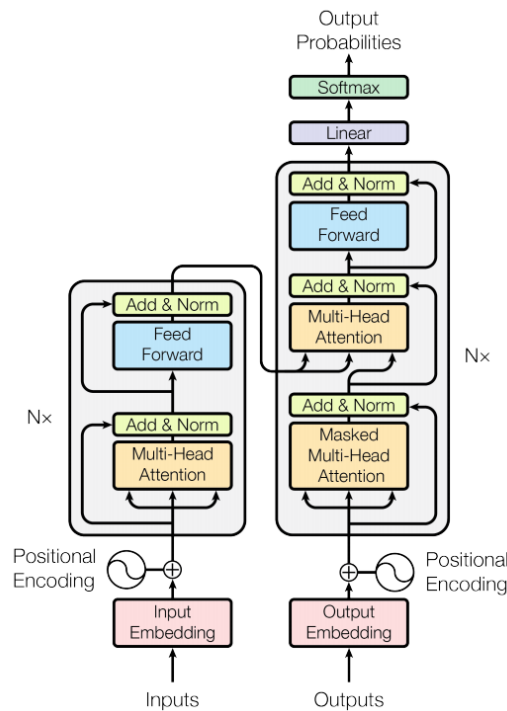 Output
Probabilities
Softmax
Linear
Add & Norm
Feed
Forward
Add & Norm
Multi-Head
Attention
Add & Norm
Masked
Multi-Head
Attention
N×
Add & Norm
Feed
Forward
Add & Norm
Multi-Head
Attention
N×
Positional
Encoding
Positional
Encoding
Input
Embedding
Output
Embedding
Inputs
Outputs